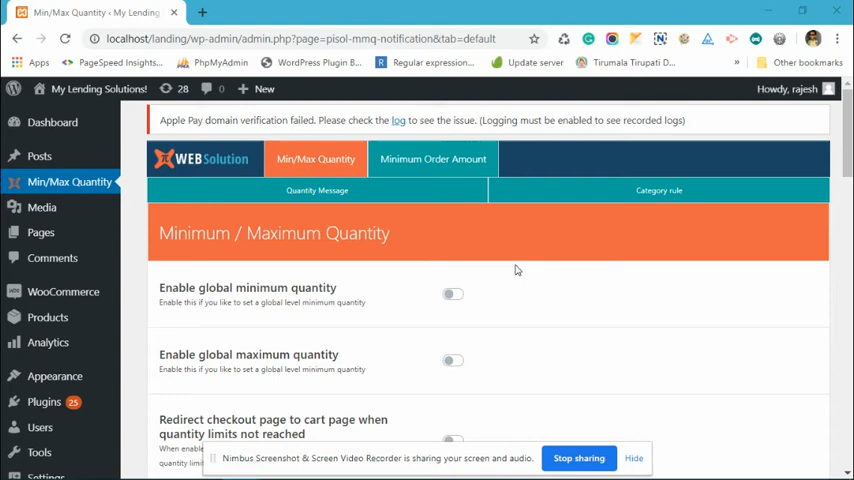 Min/Max Quantity ‹ My Lending
localhost/landing/wp-admin/admin.php?page=pisol-mmq-notification&tab=default
Apps
PageSpeed Insights...
PhpMyAdmin
WordPress Plugin B...
Regular expression...
Update server
Tirumala Tirupati D...
»
Other bookmarks
My Lending Solutions!
28
0
+ New
Howdy, rajesh
Dashboard
Posts
Min/Max Quantity
Media
Pages
Comments
WooCommerce
Products
Analytics
Appearance
Plugins 25
Users
Tools
Settings
Apple Pay domain verification failed. Please check the log to see the issue. (Logging must be enabled to see recorded logs)
WEBSolution
Min/Max Quantity
Minimum Order Amount
Quantity Message
Category rule
Minimum / Maximum Quantity
Enable global minimum quantity
Enable this if you like to set a global level minimum quantity
Enable global maximum quantity
Enable this if you like to set a global level minimum quantity
Redirect checkout page to cart page when
quantity limits not reached
When enable
quantity limit
Nimbus Screenshot & Screen Video Recorder is sharing your screen and audio.
Stop sharing
Hide